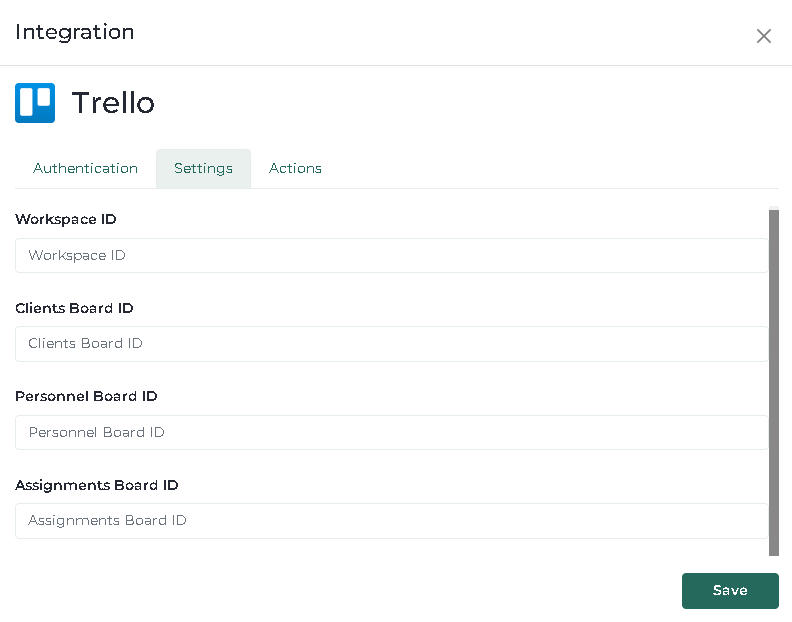 Integration
Trello
Authentication Settings Actions
Workspace ID
Workspace ID
Clients Board ID
Clients Board ID
Personnel Board ID
Personnel Board ID
Assignments Board ID
Assignments Board ID
Save